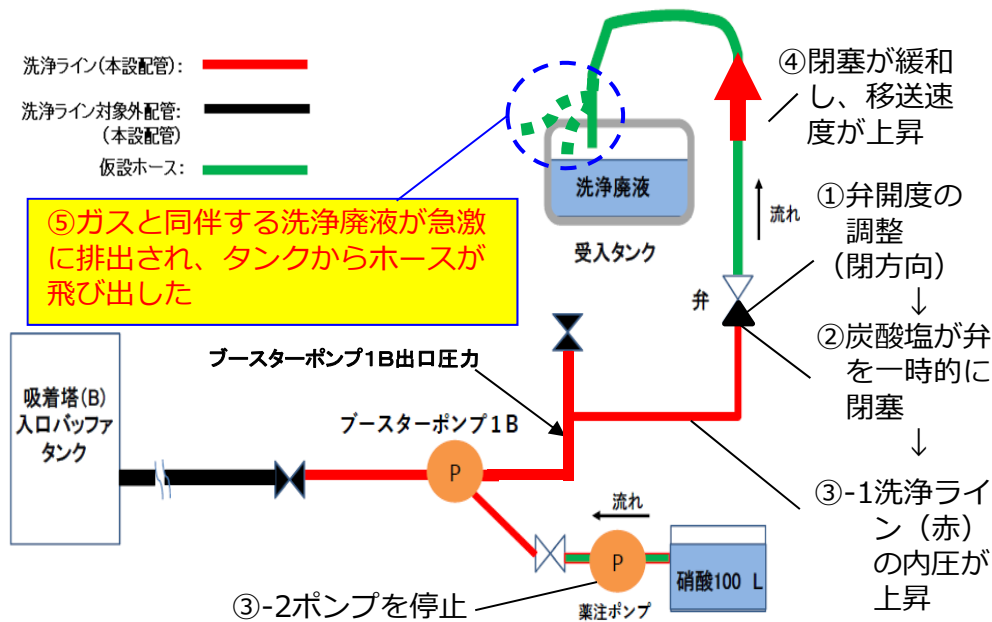 洗浄ライン(本設配管):
洗浄ライン対象外配管:
(本設配管)
仮設ホース:
④閉塞が緩和
し、移送速
度が上昇
⑤ガスと同伴する洗浄廃液が急激
に排出され、タンクからホースが
飛び出した
洗浄廃液
受入タンク
流れ
①弁開度の
調整
（閉方向）
↓
弁
②炭酸塩が弁
を一時的に
閉塞
↓
③-1洗浄ライ
ン（赤）
の内圧が
上昇
ブースターポンプ1B出口圧力
吸着塔(B)
入口バッファ
タンク
ブースターポンプ1B
P
流れ
P
硝酸100 L
薬注ポンプ
③-2ポンプを停止